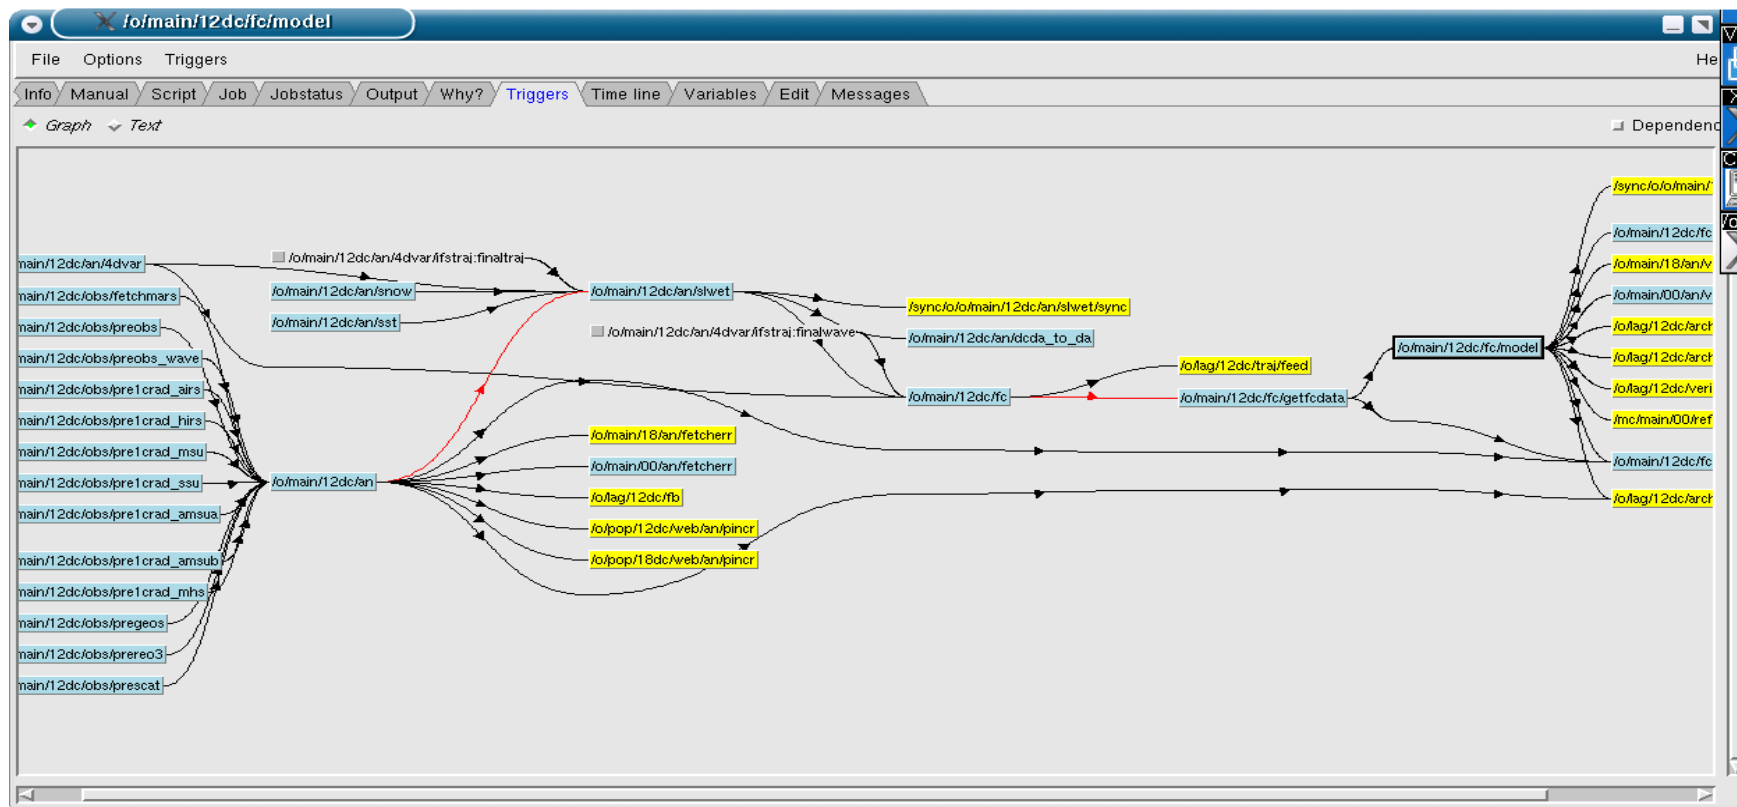 /o/main/12dc/fc/model
File Options Triggers He
Info Manual Script Job Jobstatus Output Why? Triggers Time line Variables Edit Messages
Graph Text Dependenc
/sync/o/o/main/
/o/main/12dc/fc
/o/main/18/an/v
/o/main/00/an/v
/o/lag/12dc/arch
/o/lag/12dc/arch
/o/lag/12dc/veri
/mc/main/00/ref
/o/main/12dc/fc
/o/lag/12dc/arch
main/12dc/an/4dvar
main/12dc/obs/fetchmars
main/12dc/obs/preobs
main/12dc/obs/preobs_wave
main/12dc/obs/pre1crad_airs
main/12dc/obs/pre1crad_hirs
main/12dc/obs/pre1crad_msu
main/12dc/obs/pre1crad_ssu
main/12dc/obs/pre1crad_amsua
main/12dc/obs/pre1crad_amsub
main/12dc/obs/pre1crad_mhs
main/12dc/obs/pregeos
main/12dc/obs/prereo3
main/12dc/obs/prescat
/o/main/12dc/an/4dvar/ifstraj:finaltraj
/o/main/12dc/an/snow
/o/main/12dc/an/sst
/o/main/12dc/an
/o/main/12dc/an/slwet
/o/main/12dc/an/4dvar/ifstraj:finalwave
/o/main/18/an/fetcherr
/o/main/00/an/fetcherr
/o/lag/12dc/fb
/o/pop/12dc/web/an/pincr
/o/pop/18dc/web/an/pincr
/sync/o/o/main/12dc/an/slwet/sync
/o/main/12dc/an/dcda_to_da
/o/main/12dc/fc
/o/lag/12dc/traj/feed
/o/main/12dc/fc/getfcdata
/o/main/12dc/fc/model